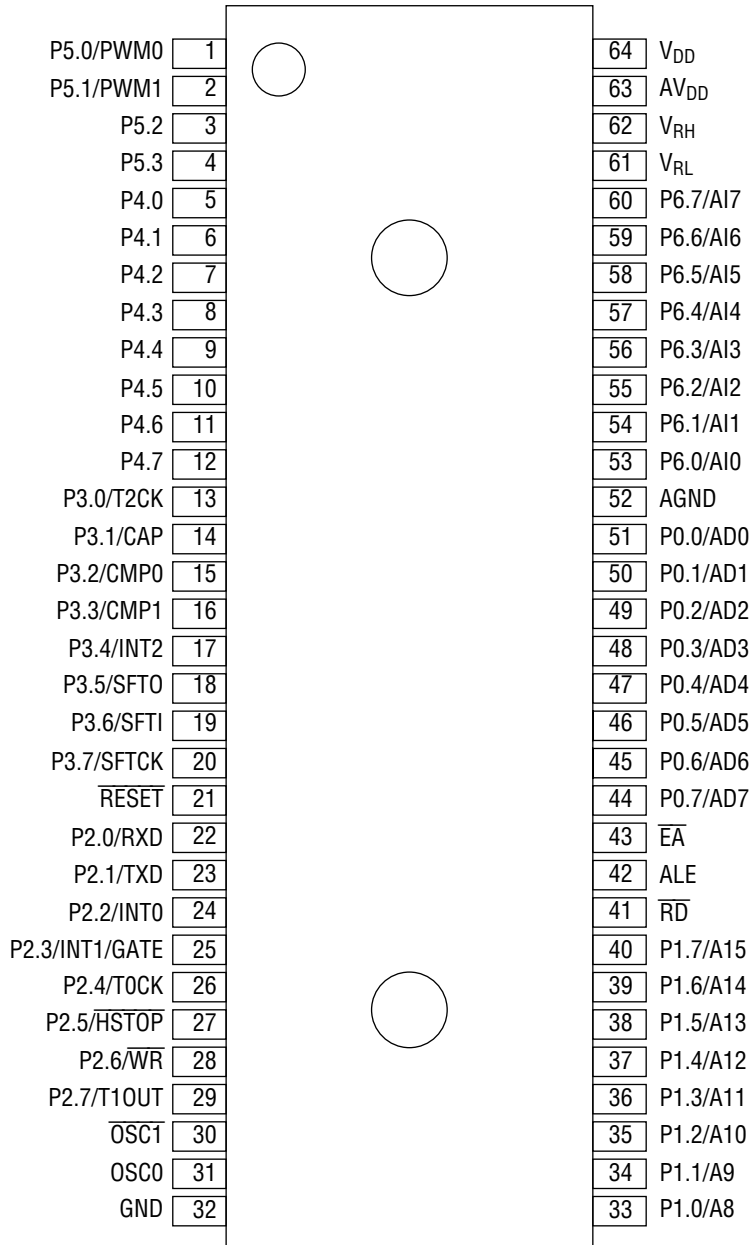 P5.0/PWM0 1 64 VDD
P5.1/PWM1 2 63 AVDD
P5.2 3 62 VRH
P5.3 4 61 VRL
P4.0 5 60 P6.7/AI7
P4.1 6 59 P6.6/AI6
P4.2 7 58 P6.5/AI5
P4.3 8 57 P6.4/AI4
P4.4 9 56 P6.3/AI3
P4.5 10 55 P6.2/AI2
P4.6 11 54 P6.1/AI1
P4.7 12 53 P6.0/AI0
P3.0/T2CK 13 52 AGND
P3.1/CAP 14 51 P0.0/AD0
P3.2/CMP0 15 50 P0.1/AD1
P3.3/CMP1 16 49 P0.2/AD2
P3.4/INT2 17 48 P0.3/AD3
P3.5/SFTO 18 47 P0.4/AD4
P3.6/SFTI 19 46 P0.5/AD5
P3.7/SFTCK 20 45 P0.6/AD6
RESET 21 44 P0.7/AD7
P2.0/RXD 22 43 EA
P2.1/TXD 23 42 ALE
P2.2/INT0 24 41 RD
P2.3/INT1/GATE 25 40 P1.7/A15
P2.4/T0CK 26 39 P1.6/A14
P2.5/HSTOP 27 38 P1.5/A13
P2.6/WR 28 37 P1.4/A12
P2.7/T1OUT 29 36 P1.3/A11
OSC1 30 35 P1.2/A10
OSC0 31 34 P1.1/A9
GND 32 33 P1.0/A8